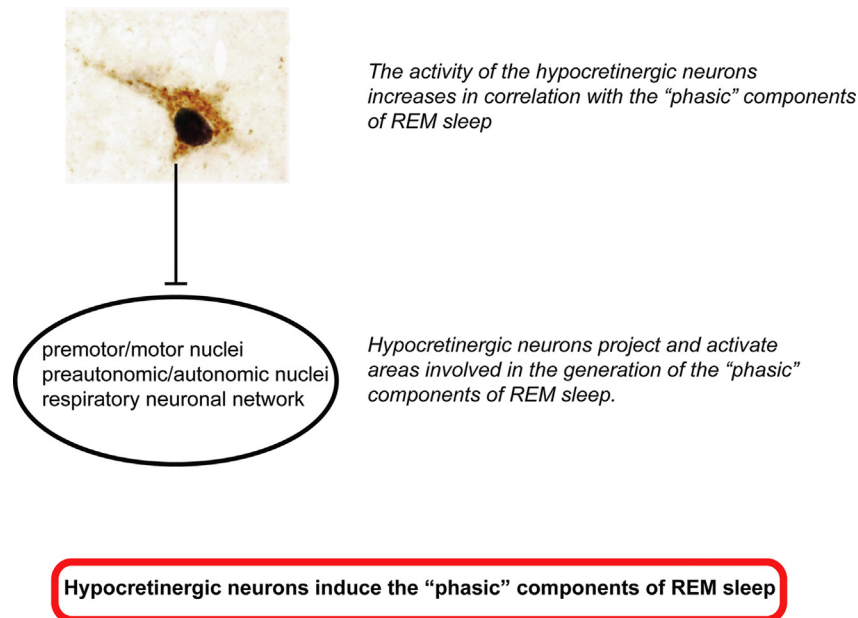 The activity of the hypocretinergic neurons
increases in correlation with the “phasic” components
of REM sleep
premotor/motor nuclei
preautonomic/autonomic nuclei
respiratory neuronal network
Hypocretinergic neurons project and activate
areas involved in the generation of the “phasic”
components of REM sleep.
Hypocretinergic neurons induce the “phasic” components of REM sleep